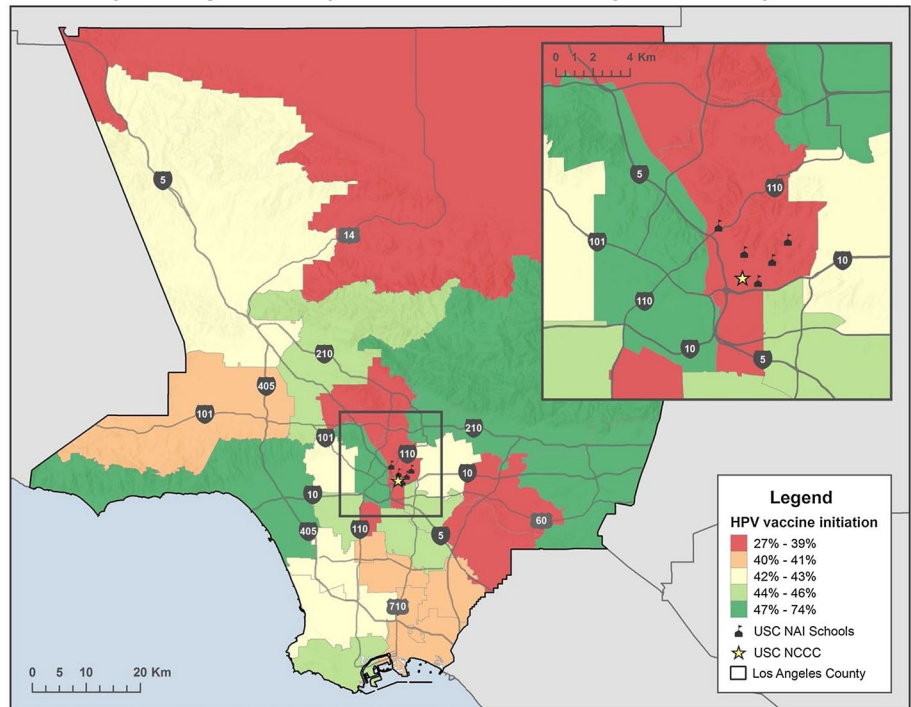 0 1 2 4 Km
5
110
101
10
110
10
5
5
14
210
405
101
101
210
110
10
10
405
110
5
60
710
Legend
HPV vaccine initiation
27% - 39%
40% - 41%
42% - 43%
44% - 46%
47% - 74%
USC NAI Schools
USC NCCC
Los Angeles County
0 5 10 20 Km